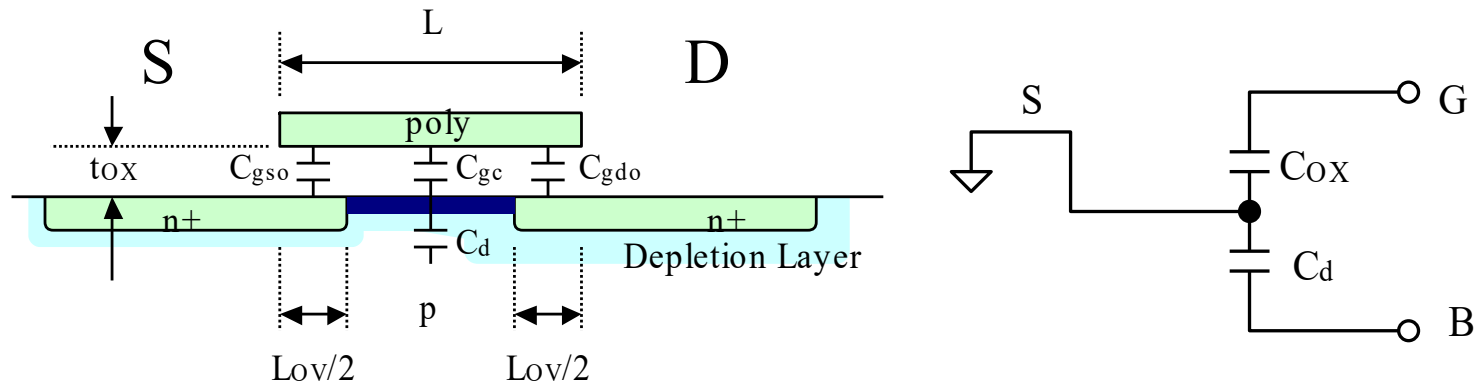 L
S
D
poly
tOX
Cgso
Cgc
Cgdo
n+
n+
Cd
Depletion Layer
p
LOV/2
LOV/2
S
G
COX
Cd
B